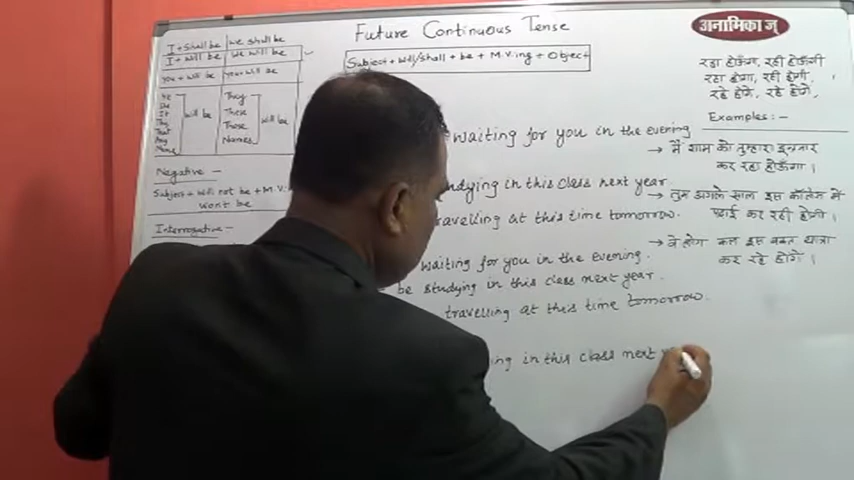 Future Continuous Tense
Subject + will/shall + be + M.V.ing + Object
अनामिकाज्
I + shall be
we shall be
I + will be
We will be
you + will be
you + will be
He
She
It
This
That
Any
Name
will be
They
These
Those
Names
will be
Negative :-
Subject + will not be + M.V.
won't be
Interrogative :-
रहा होऊँगा, रही होऊँगी
रहा होगा, रही होगी,
रहे होंगे, रहे होंगे,
Examples :-
waiting for you in the evening
studying in this class next year
travelling at this time tomorrow.
waiting for you in the evening.
be studying in this class next year.
travelling at this time tomorrow.
ing in this class next
→ मैं शाम को तुम्हारा इन्तजार
कर रहा होऊँगा।
→ तुम अगले साल इस कॉलेज में
पढ़ाई कर रही होगी।
→ वे लोग कल इस वक्त यात्रा
कर रहे होंगे।